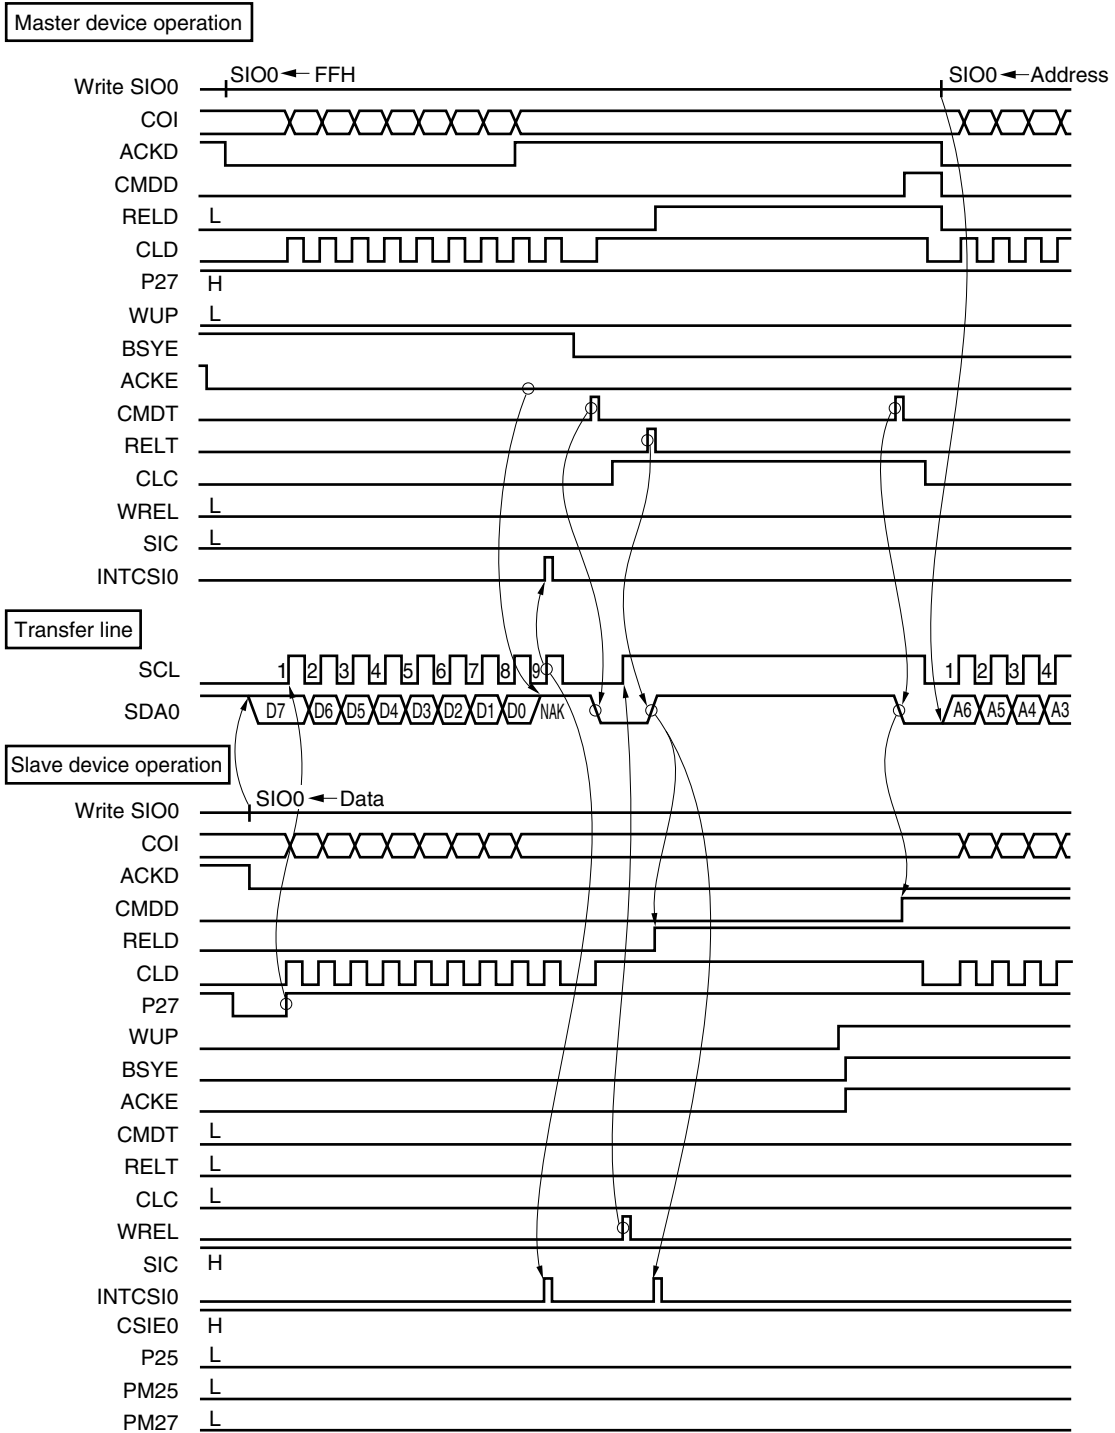 Master device operation
SIO0 ← FFH SIO0 ← Address
Write SIO0
COI
ACKD
CMDD
RELD L
CLD
P27 H
WUP L
BSYE
ACKE
CMDT
RELT
CLC
WREL L
SIC L
INTCSI0
Transfer line
SCL 1 2 3 4 5 6 7 8 9 1 2 3 4
SDA0 D7 D6 D5 D4 D3 D2 D1 D0 NAK A6 A5 A4 A3
Slave device operation
SIO0 ← Data
Write SIO0
COI
ACKD
CMDD
RELD
CLD
P27
WUP
BSYE
ACKE
CMDT L
RELT L
CLC L
WREL
SIC H
INTCSI0
CSIE0 H
P25 L
PM25 L
PM27 L